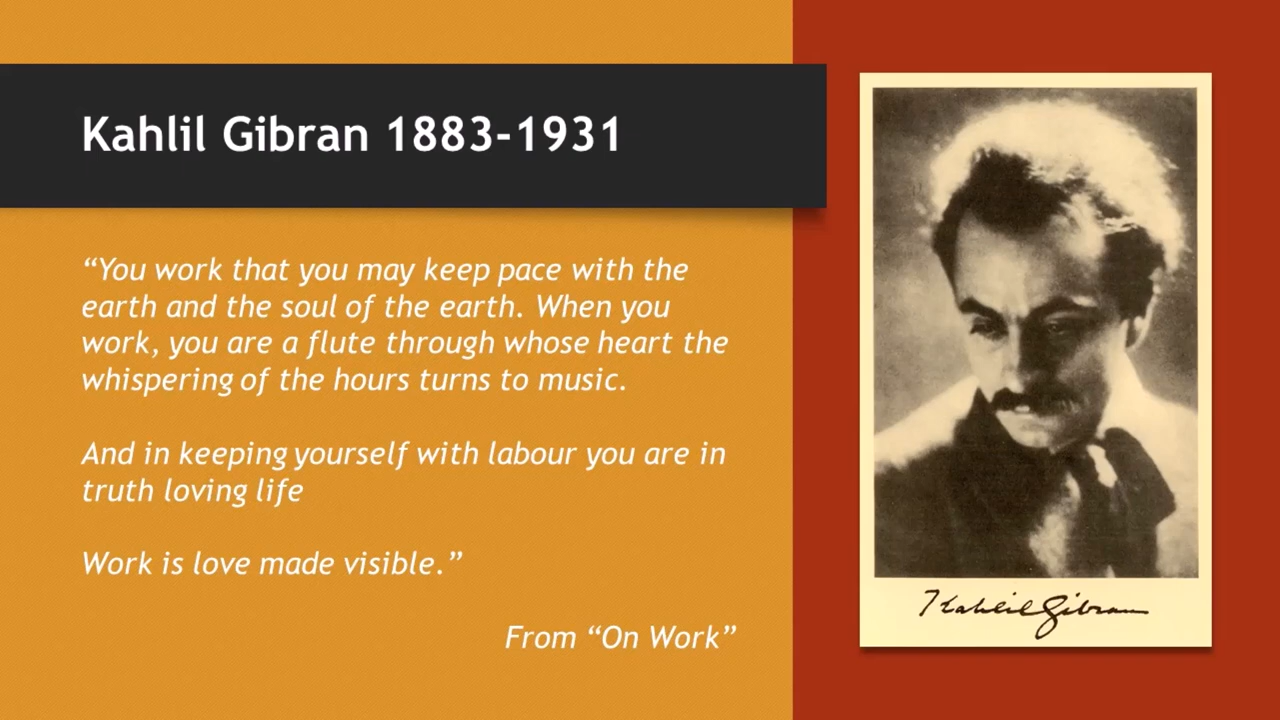 Kahlil Gibran 1883-1931
“You work that you may keep pace with the
earth and the soul of the earth. When you
work, you are a flute through whose heart the
whispering of the hours turns to music.
And in keeping yourself with labour you are in
truth loving life
Work is love made visible.”
From “On Work”
Kahlil Gibran